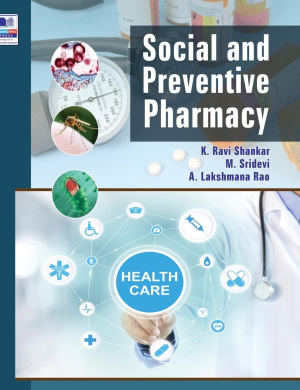 Social and
Preventive
Pharmacy
K. Ravi Shankar
M. Sridevi
A. Lakshmana Rao
HEALTH
CARE